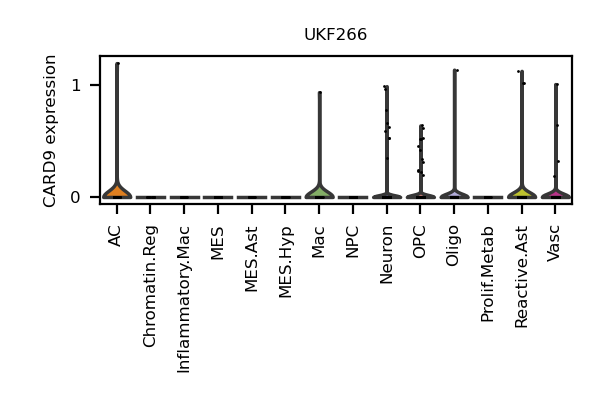 UKF266
CARD9 expression
1
0
AC
Chromatin.Reg
Inflammatory.Mac
MES
MES.Ast
MES.Hyp
Mac
NPC
Neuron
OPC
Oligo
Prolif.Metab
Reactive.Ast
Vasc